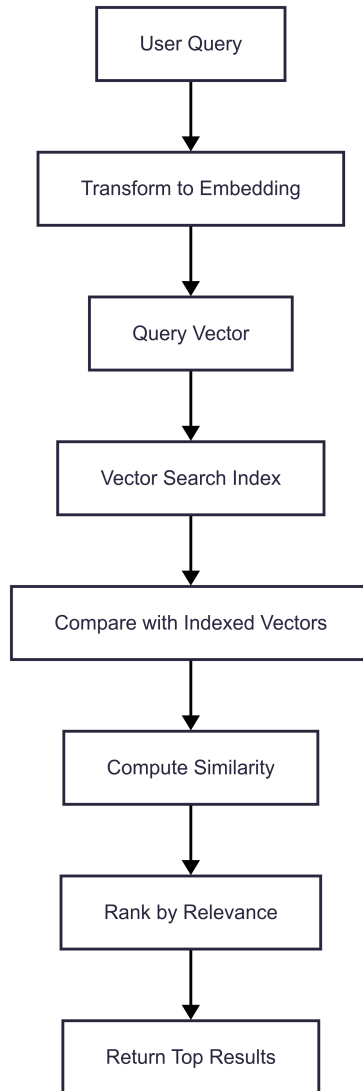 User Query
Transform to Embedding
Query Vector
Vector Search Index
Compare with Indexed Vectors
Compute Similarity
Rank by Relevance
Return Top Results